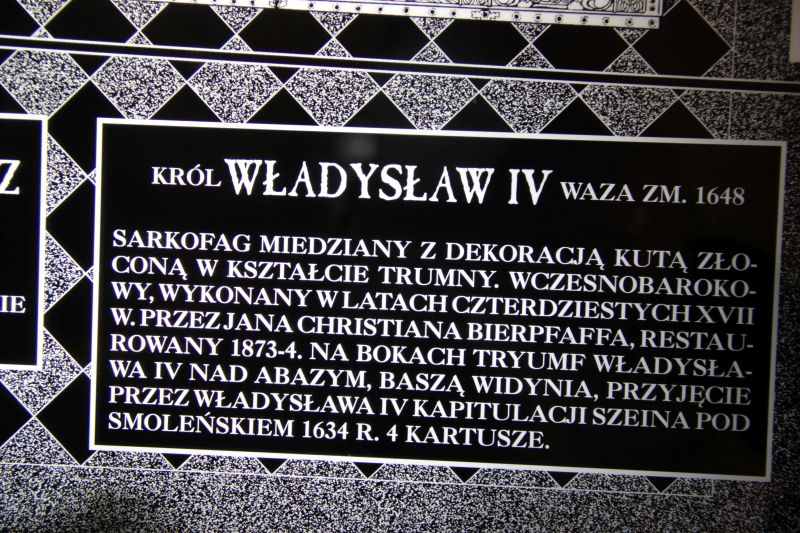 Z
IE
KRÓL WŁADYSŁAW IV WAZA ZM. 1648
SARKOFAG MIEDZIANY Z DEKORACJĄ KUTĄ ZŁO-
CONĄ W KSZTAŁCIE TRUMNY. WCZESNOBAROKO-
WY, WYKONANY W LATACH CZTERDZIESTYCH XVII
W. PRZEZ JANA CHRISTIANA BIERPFAFFA, RESTAU-
ROWANY 1873-4. NA BOKACH TRYUMF WŁADYSŁA-
WA IV NAD ABAZYM, BASZĄ WIDYNIA, PRZYJĘCIE
PRZEZ WŁADYSŁAWA IV KAPITULACJI SZEINA POD
SMOLEŃSKIEM 1634 R. 4 KARTUSZE.